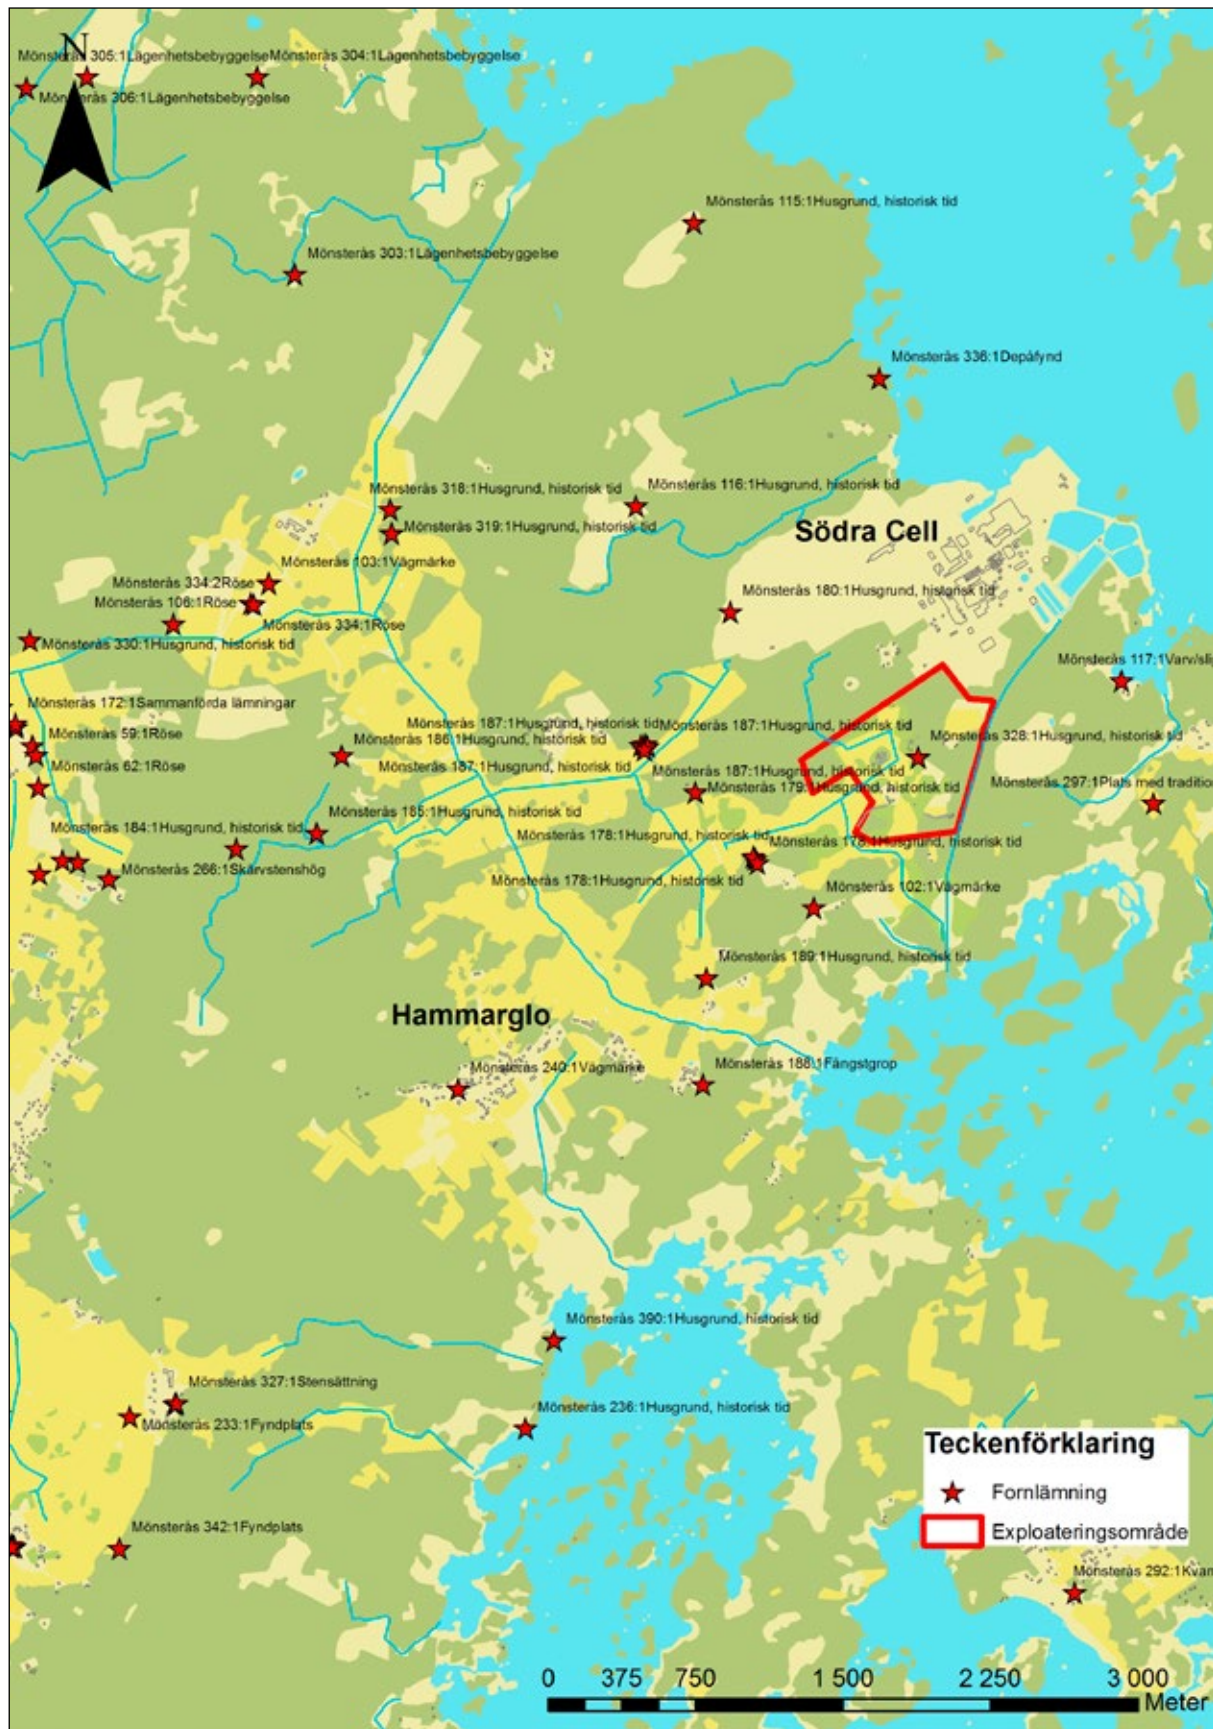 N
Mönsterås 305:1Lägenhetsbebyggelse
Mönsterås 304:1Lägenhetsbebyggelse
Mönsterås 306:1Lägenhetsbebyggelse
Mönsterås 115:1Husgrund, historisk tid
Mönsterås 303:1Lägenhetsbebyggelse
Mönsterås 336:1Depåfynd
Mönsterås 318:1Husgrund, historisk tid
Mönsterås 116:1Husgrund, historisk tid
Mönsterås 319:1Husgrund, historisk tid
Södra Cell
Mönsterås 103:1Vägmärke
Mönsterås 334:2Röse
Mönsterås 180:1Husgrund, historisk tid
Mönsterås 106:1Röse
Mönsterås 334:1Röse
Mönsterås 330:1Husgrund, historisk tid
Mönsterås 117:1Varv/sli
Mönsterås 172:1Sammanförda lämningar
Mönsterås 187:1Husgrund, historisk tid
Mönsterås 187:1Husgrund, historisk tid
Mönsterås 59:1Röse
Mönsterås 186:1Husgrund, historisk tid
Mönsterås 328:1Husgrund, historisk tid
Mönsterås 62:1Röse
Mönsterås 187:1Husgrund, historisk tid
Mönsterås 187:1Husgrund, historisk tid
Mönsterås 297:1Plats med tradition
Mönsterås 179:1Husgrund, historisk tid
Mönsterås 185:1Husgrund, historisk tid
Mönsterås 184:1Husgrund, historisk tid
Mönsterås 178:1Husgrund, historisk tid
Mönsterås 178:1Husgrund, historisk tid
Mönsterås 266:1Skärvstenshög
Mönsterås 178:1Husgrund, historisk tid
Mönsterås 102:1Vägmärke
Mönsterås 189:1Husgrund, historisk tid
Hammarglo
Mönsterås 240:1Vägmärke
Mönsterås 188:1Fångstgrop
Mönsterås 390:1Husgrund, historisk tid
Mönsterås 327:1Stensättning
Mönsterås 233:1Fyndplats
Mönsterås 236:1Husgrund, historisk tid
Teckenförklaring
Fornlämning
Exploateringsområde
Mönsterås 342:1Fyndplats
Mönsterås 292:1Kvar
0 375 750 1 500 2 250 3 000
Meter